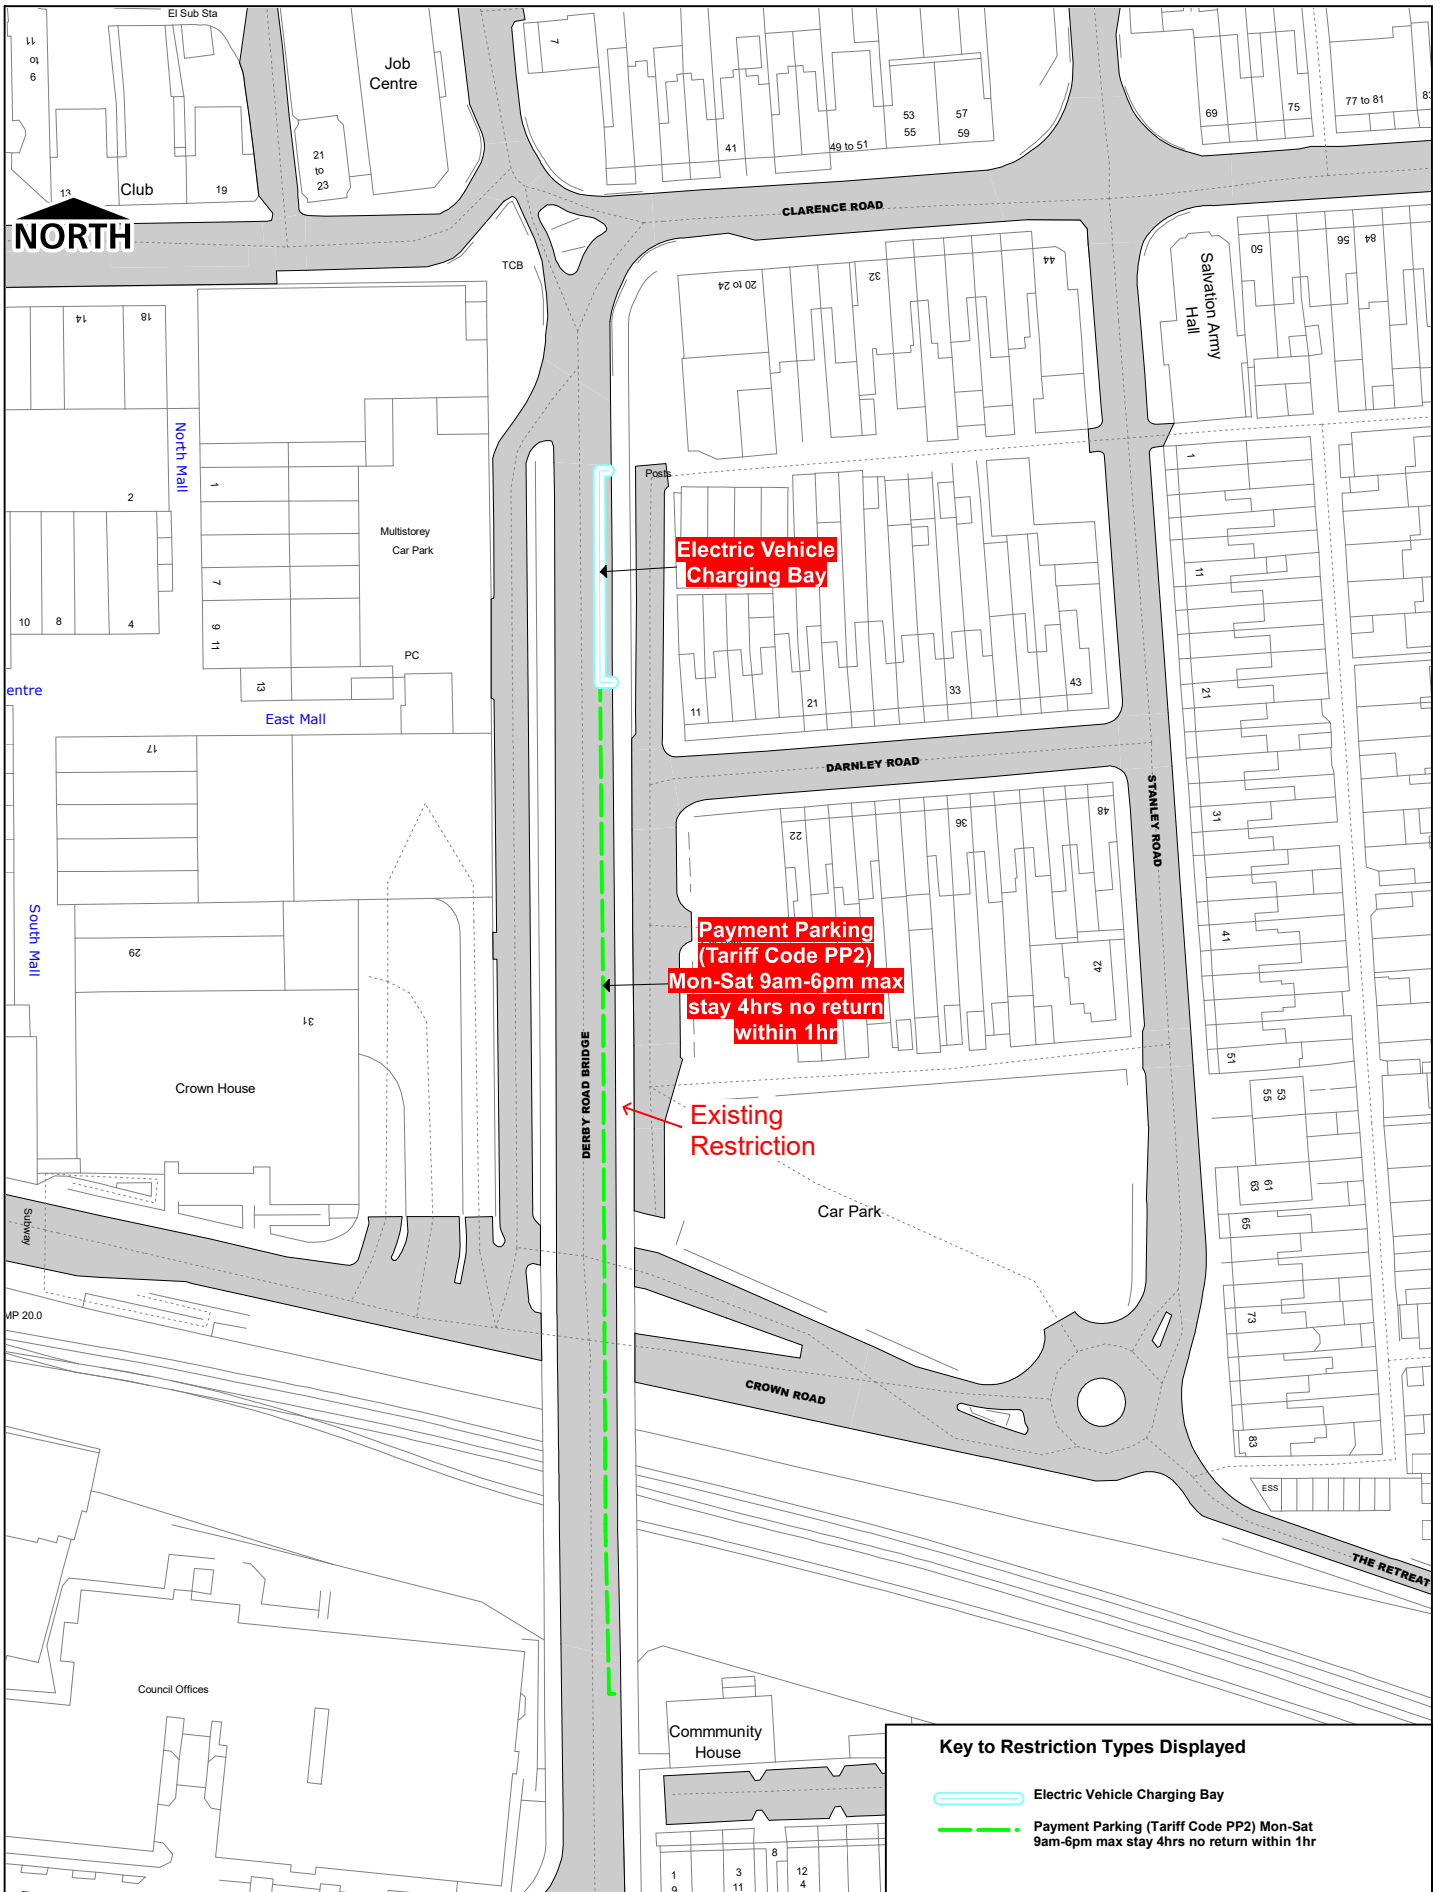 El Sub Sta
11
to
9
Job
Centre
7
53
55
57
59
41
49 to 51
69
75
77 to 81
83
21
to
23
13
Club
19
NORTH
CLARENCE ROAD
TCB
20 to 24
32
44
Salvation Army
Hall
50
56
84
14
18
North Mall
2
1
Multistorey
Car Park
Posts
Electric Vehicle
Charging Bay
1
11
21
31
41
51
7
9
11
10
8
4
PC
13
entre
East Mall
11
21
33
43
DARNLEY ROAD
STANLEY ROAD
17
22
36
48
42
South Mall
29
31
Crown House
Payment Parking
(Tariff Code PP2)
Mon-Sat 9am-6pm max
stay 4hrs no return
within 1hr
DERBY ROAD BRIDGE
Existing
Restriction
Car Park
53
55
61
63
65
73
83
Subway
MP 20.0
CROWN ROAD
ESS
THE RETREAT
Council Offices
Commmunity
House
1
9
3
11
8
12
4
Key to Restriction Types Displayed
Electric Vehicle Charging Bay
Payment Parking (Tariff Code PP2) Mon-Sat
9am-6pm max stay 4hrs no return within 1hr